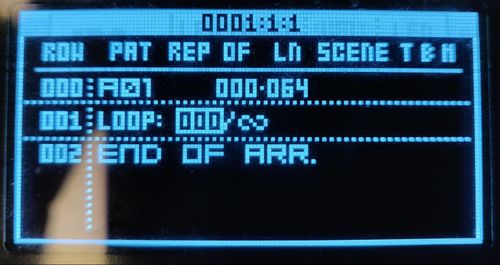 0001:1:1
ROW PAT REP OF LN SCENE T B M
000 A01 000-064
001 LOOP: 000/∞
002 END OF ARR.